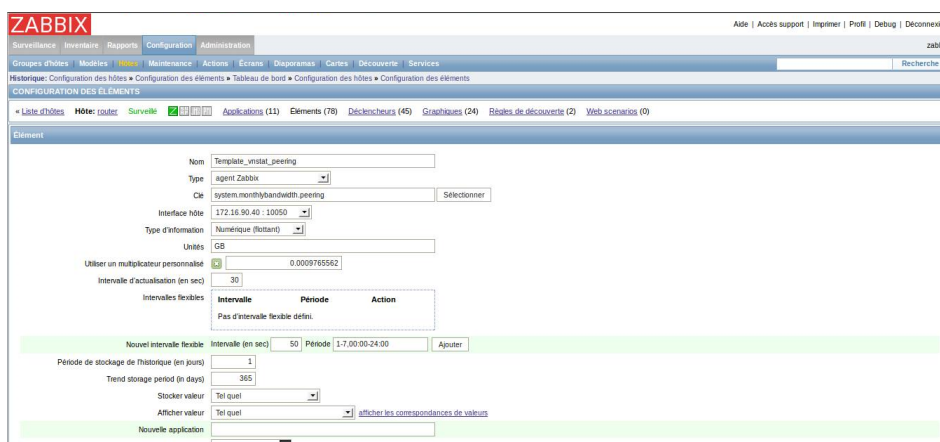 ZABBIX
Aide | Accès support | Imprimer | Profil | Debug | Déconnexi
Surveillance Inventaire Rapports Configuration Administration zabl
Groupes d'hôtes | Modèles | Hôtes | Maintenance | Actions | Écrans | Diaporamas | Cartes | Découverte | Services Recherche
Historique: Configuration des hôtes » Configuration des éléments » Tableau de bord » Configuration des hôtes » Configuration des éléments
CONFIGURATION DES ÉLÉMENTS
« Liste d'hôtes Hôte: router Surveillé Z Applications (11) Éléments (78) Déclencheurs (45) Graphiques (24) Règles de découverte (2) Web scenarios (0)
Élément
Nom Template_vnstat_peering
Type agent Zabbix
Clé system.monthlybandwidth.peering Sélectionner
Interface hôte 172.16.90.40 : 10050
Type d'information Numérique (flottant)
Unités GB
Utiliser un multiplicateur personnalisé 0.0009765562
Intervalle d'actualisation (en sec) 30
Intervalles flexibles Intervalle Période Action
Pas d'intervalle flexible défini.
Nouvel intervalle flexible Intervalle (en sec) 50 Période 1-7,00:00-24:00 Ajouter
Période de stockage de l'historique (en jours) 1
Trend storage period (in days) 365
Stocker valeur Tel quel
Afficher valeur Tel quel afficher les correspondances de valeurs
Nouvelle application